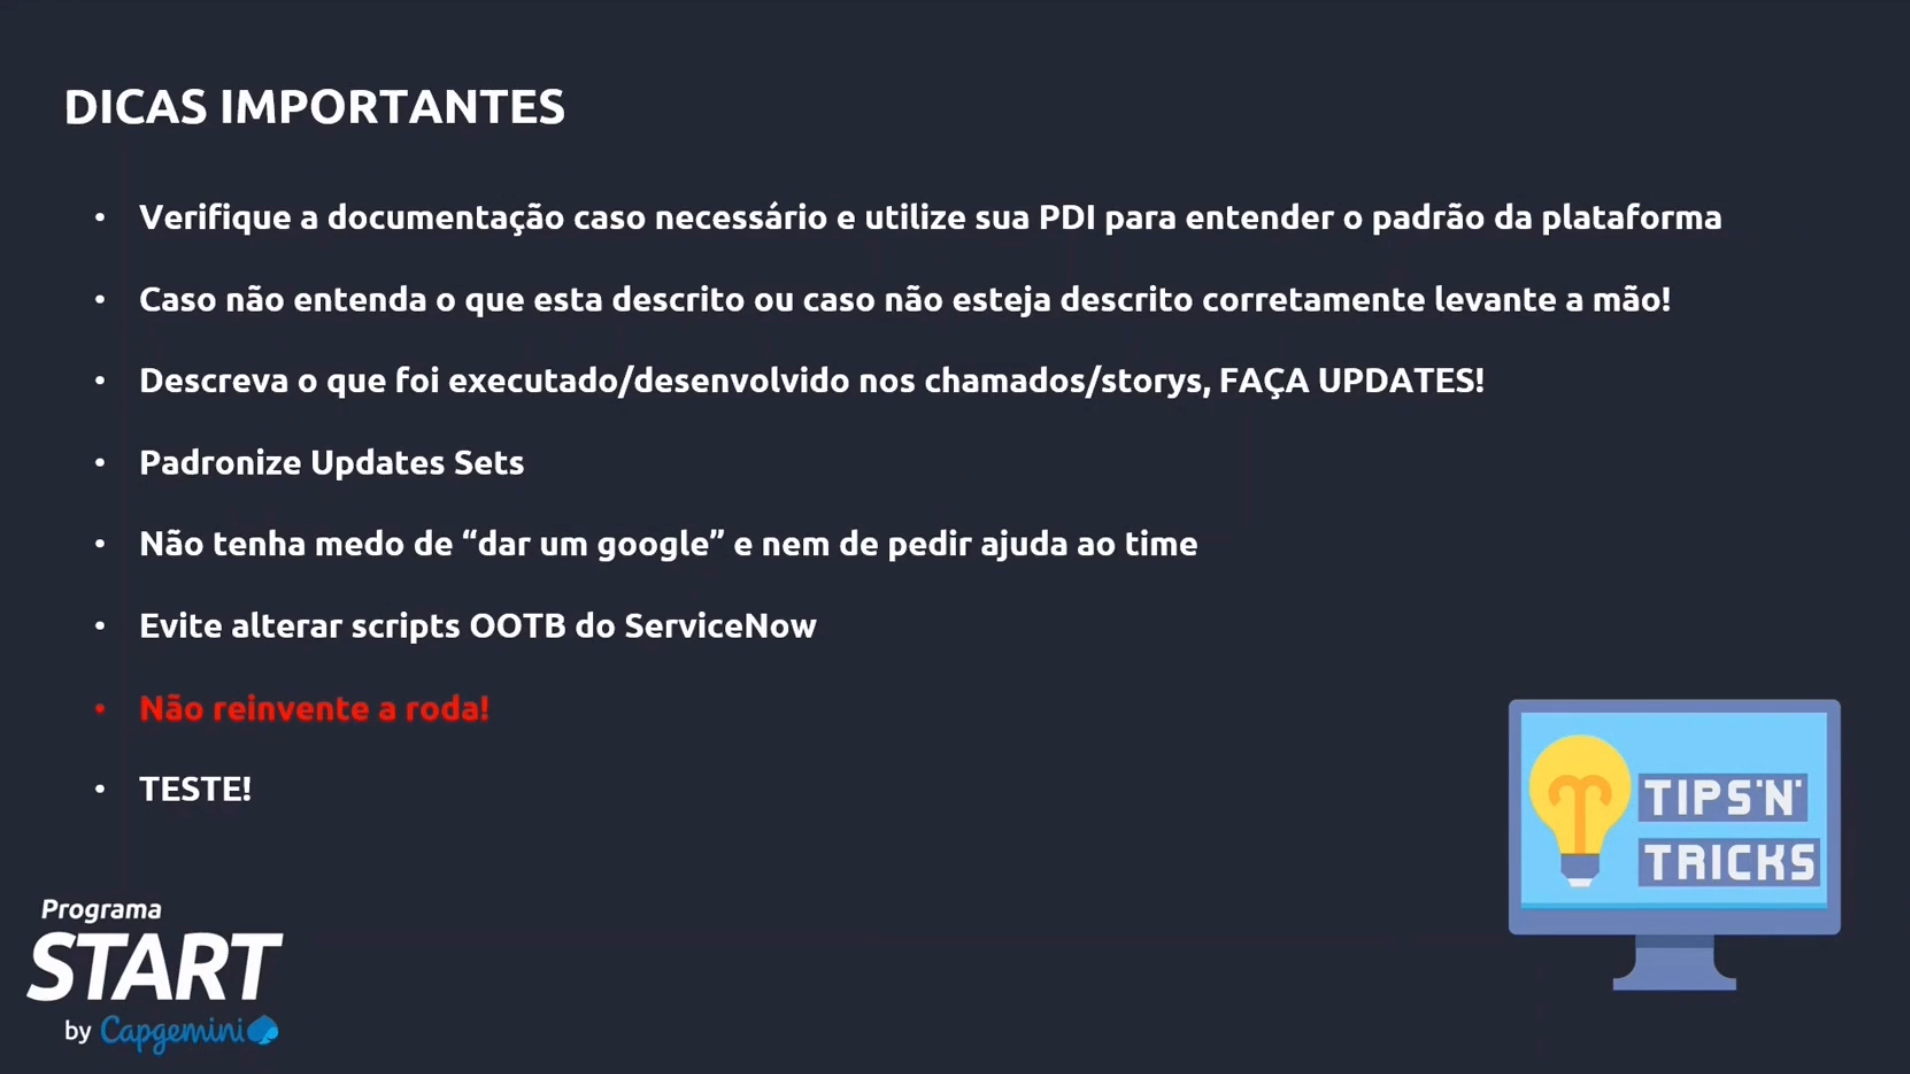 DICAS IMPORTANTES
• Verifique a documentação caso necessário e utilize sua PDI para entender o padrão da plataforma
• Caso não entenda o que esta descrito ou caso não esteja descrito corretamente levante a mão!
• Descreva o que foi executado/desenvolvido nos chamados/storys, FAÇA UPDATES!
• Padronize Updates Sets
• Não tenha medo de “dar um google” e nem de pedir ajuda ao time
• Evite alterar scripts OOTB do ServiceNow
• Não reinvente a roda!
• TESTE!
TIPS'N'
TRICKS
Programa
START
by Capgemini